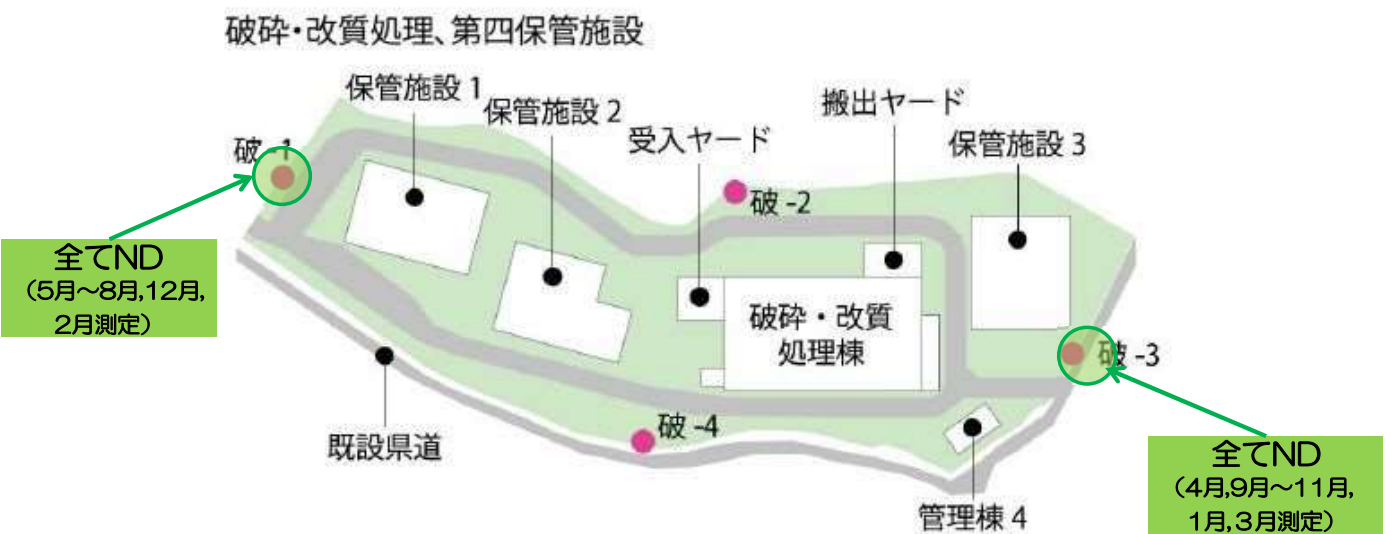 破砕・改質処理、第四保管施設
保管施設 1
保管施設 2
受入ヤード
搬出ヤード
保管施設 3
破 -1
破 -2
全てND
(5月～8月,12月,
2月測定)
破砕・改質
処理棟
破 -3
破 -4
既設県道
全てND
(4月,9月～11月,
1月,3月測定)
管理棟 4